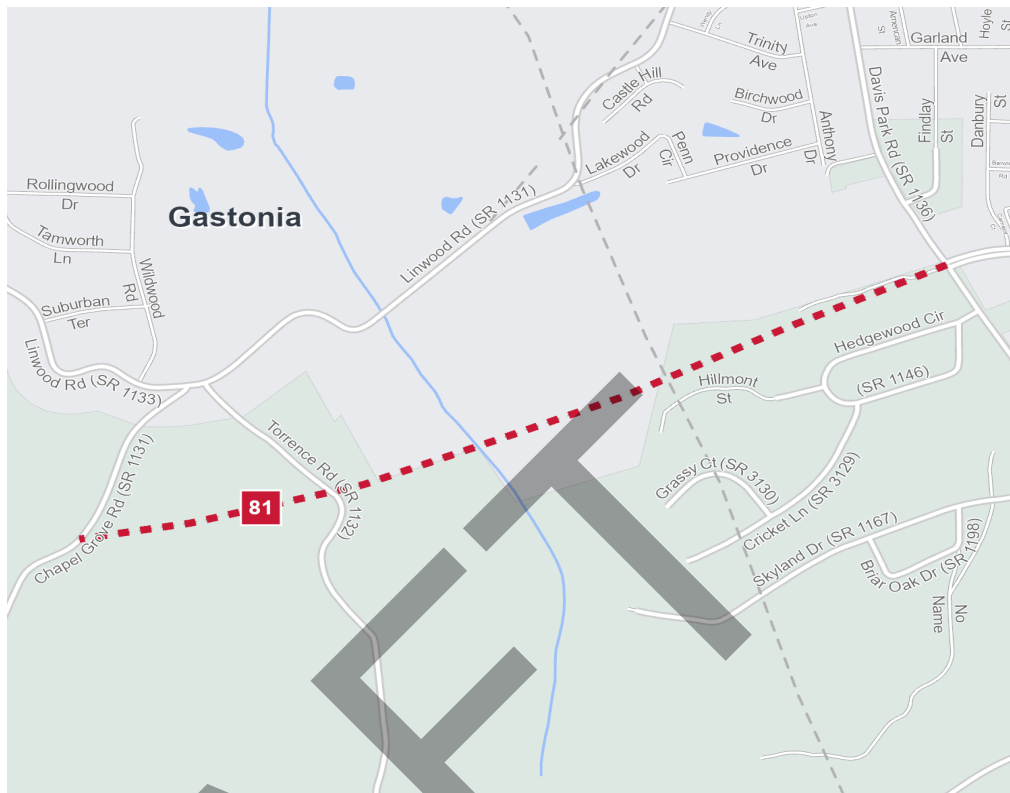 Wendy
Ln
Upton
Ave
American
St
Hoyle
St
Garland
Ave
Trinity
Ave
Castle Hill
Rd
Birchwood
Dr
Davis Park Rd (SR 1136)
Findlay
St
Danbury
St
Anthony
Dr
Lakewood
Dr
Penn
Cir
Providence
Dr
Rd
Ct
Rollingwood
Dr
Gastonia
Tamworth
Ln
Linwood Rd (SR 1131)
Wildwood
Rd
Suburban
Ter
Linwood Rd (SR 1133)
Hedgewood Cir
Hillmont
St
(SR 1146)
Torrence Rd (SR 1132)
Chapel Grove Rd (SR 1131)
81
Grassy Ct (SR 3130)
Cricket Ln (SR 3129)
Skyland Dr (SR 1167)
Briar Oak Dr (SR 1198)
No
Name